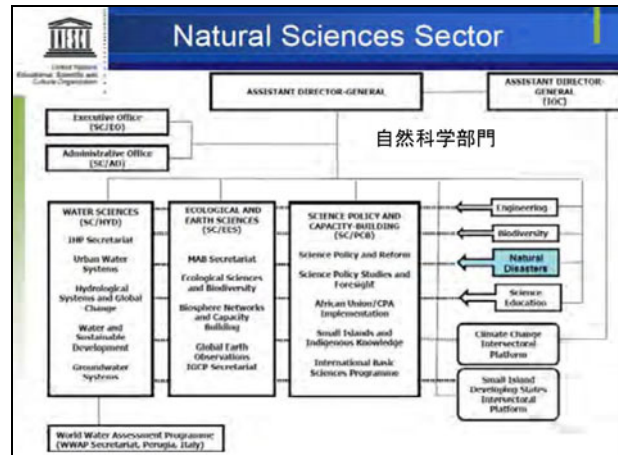 UNESCO
United Nations
Educational, Scientific and
Cultural Organization
Natural Sciences Sector
ASSISTANT DIRECTOR-GENERAL
ASSISTANT DIRECTOR-
GENERAL
(IOC)
Executive Office
(SC/EO)
Administrative Office
(SC/AO)
自然科学部門
WATER SCIENCES
(SC/HYD)
IHP Secretariat
Urban Water
Systems
Hydrological
Systems and Global
Change
Water and
Sustainable
Development
Groundwater
Systems
ECOLOGICAL AND
EARTH SCIENCES
(SC/EES)
MAB Secretariat
Ecological Sciences
and Biodiversity
Biosphere Networks
and Capacity
Building
Global Earth
Observations
IGCP Secretariat
SCIENCE POLICY AND
CAPACITY-BUILDING
(SC/PCB)
Science Policy and Reform
Science Policy Studies and
Foresight
African Union/CPA
Implementation
Small Islands and
Indigenous Knowledge
International Basic
Sciences Programme
Engineering
Biodiversity
Natural
Disasters
Science
Education
Climate Change
Intersectoral
Platform
Small Island
Developing States
Intersectoral
Platform
World Water Assessment Programme
(WWAP Secretariat, Perugia, Italy)